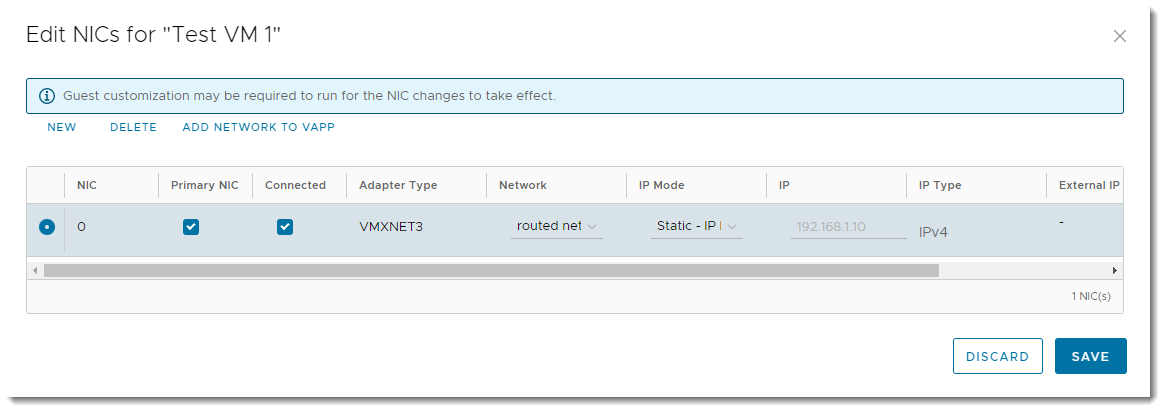 Edit NICs for "Test VM 1"
Guest customization may be required to run for the NIC changes to take effect.
NEW DELETE ADD NETWORK TO VAPP
NIC Primary NIC Connected Adapter Type Network IP Mode IP IP Type External IP
0 VMXNET3 routed net Static - IP 192.168.1.10 IPv4 -
1 NIC(s)
DISCARD SAVE